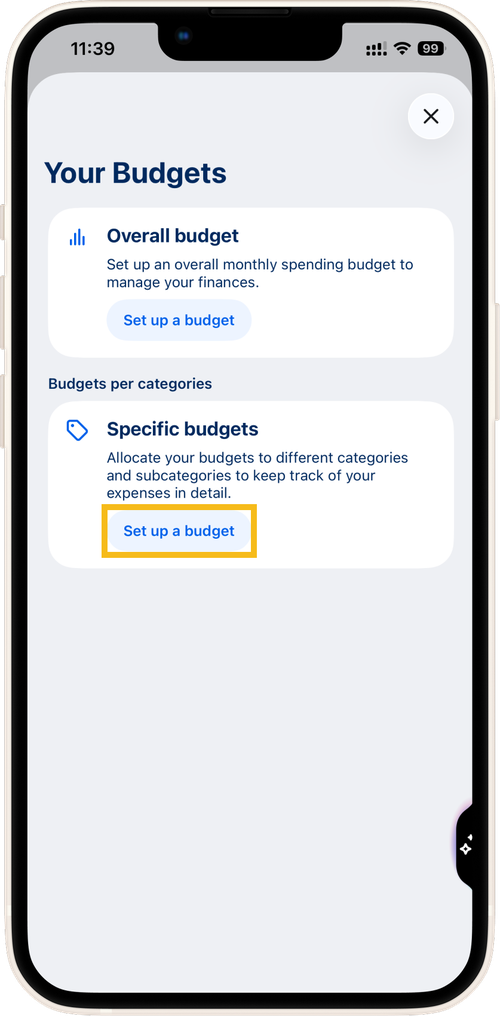 11:39
99
Your Budgets
Overall budget
Set up an overall monthly spending budget to
manage your finances.
Set up a budget
Budgets per categories
Specific budgets
Allocate your budgets to different categories
and subcategories to keep track of your
expenses in detail.
Set up a budget